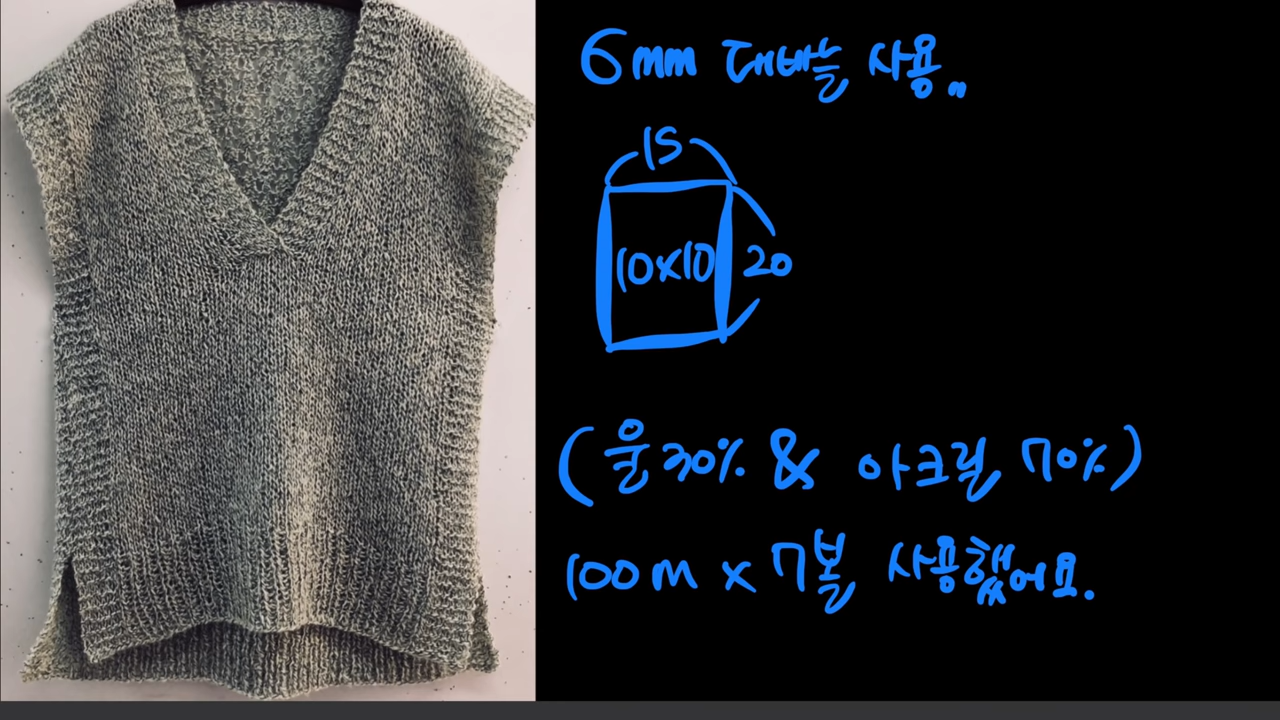 6mm 대바늘 사용 〃
15
10x10 20
(울 30% & 아크릴 70%)
100m x 7볼 사용했어요.